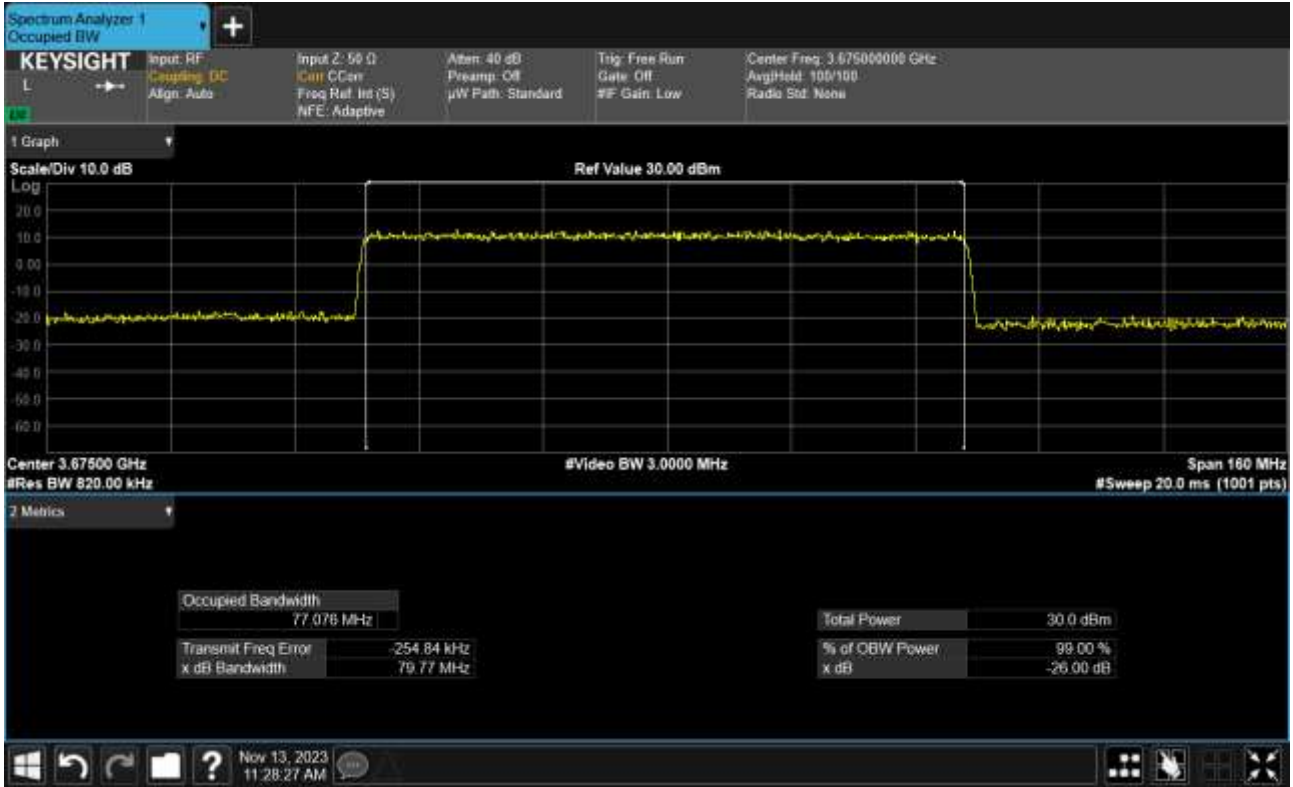 Spectrum Analyzer 1
Occupied BW
KEYSIGHT
L
Input: RF
Coupling: DC
Align: Auto
Input Z: 50 Ω
Corr CCorr
Freq Ref: Int (S)
NFE: Adaptive
Atten: 40 dB
Preamp: Off
µW Path: Standard
Trig: Free Run
Gate: Off
#IF Gain: Low
Center Freq: 3.675000000 GHz
Avg|Hold: 100/100
Radio Std: None
1 Graph
Scale/Div 10.0 dB
Ref Value 30.00 dBm
Log
20.0
10.0
0.00
-10.0
-20.0
-30.0
-40.0
-50.0
-60.0
Center 3.67500 GHz
#Video BW 3.0000 MHz
Span 160 MHz
#Res BW 820.00 kHz
#Sweep 20.0 ms (1001 pts)
2 Metrics
Occupied Bandwidth
77.076 MHz
Total Power 30.0 dBm
Transmit Freq Error -254.84 kHz
% of OBW Power 99.00 %
x dB Bandwidth 79.77 MHz
x dB -26.00 dB
?
Nov 13, 2023
11:28:27 AM